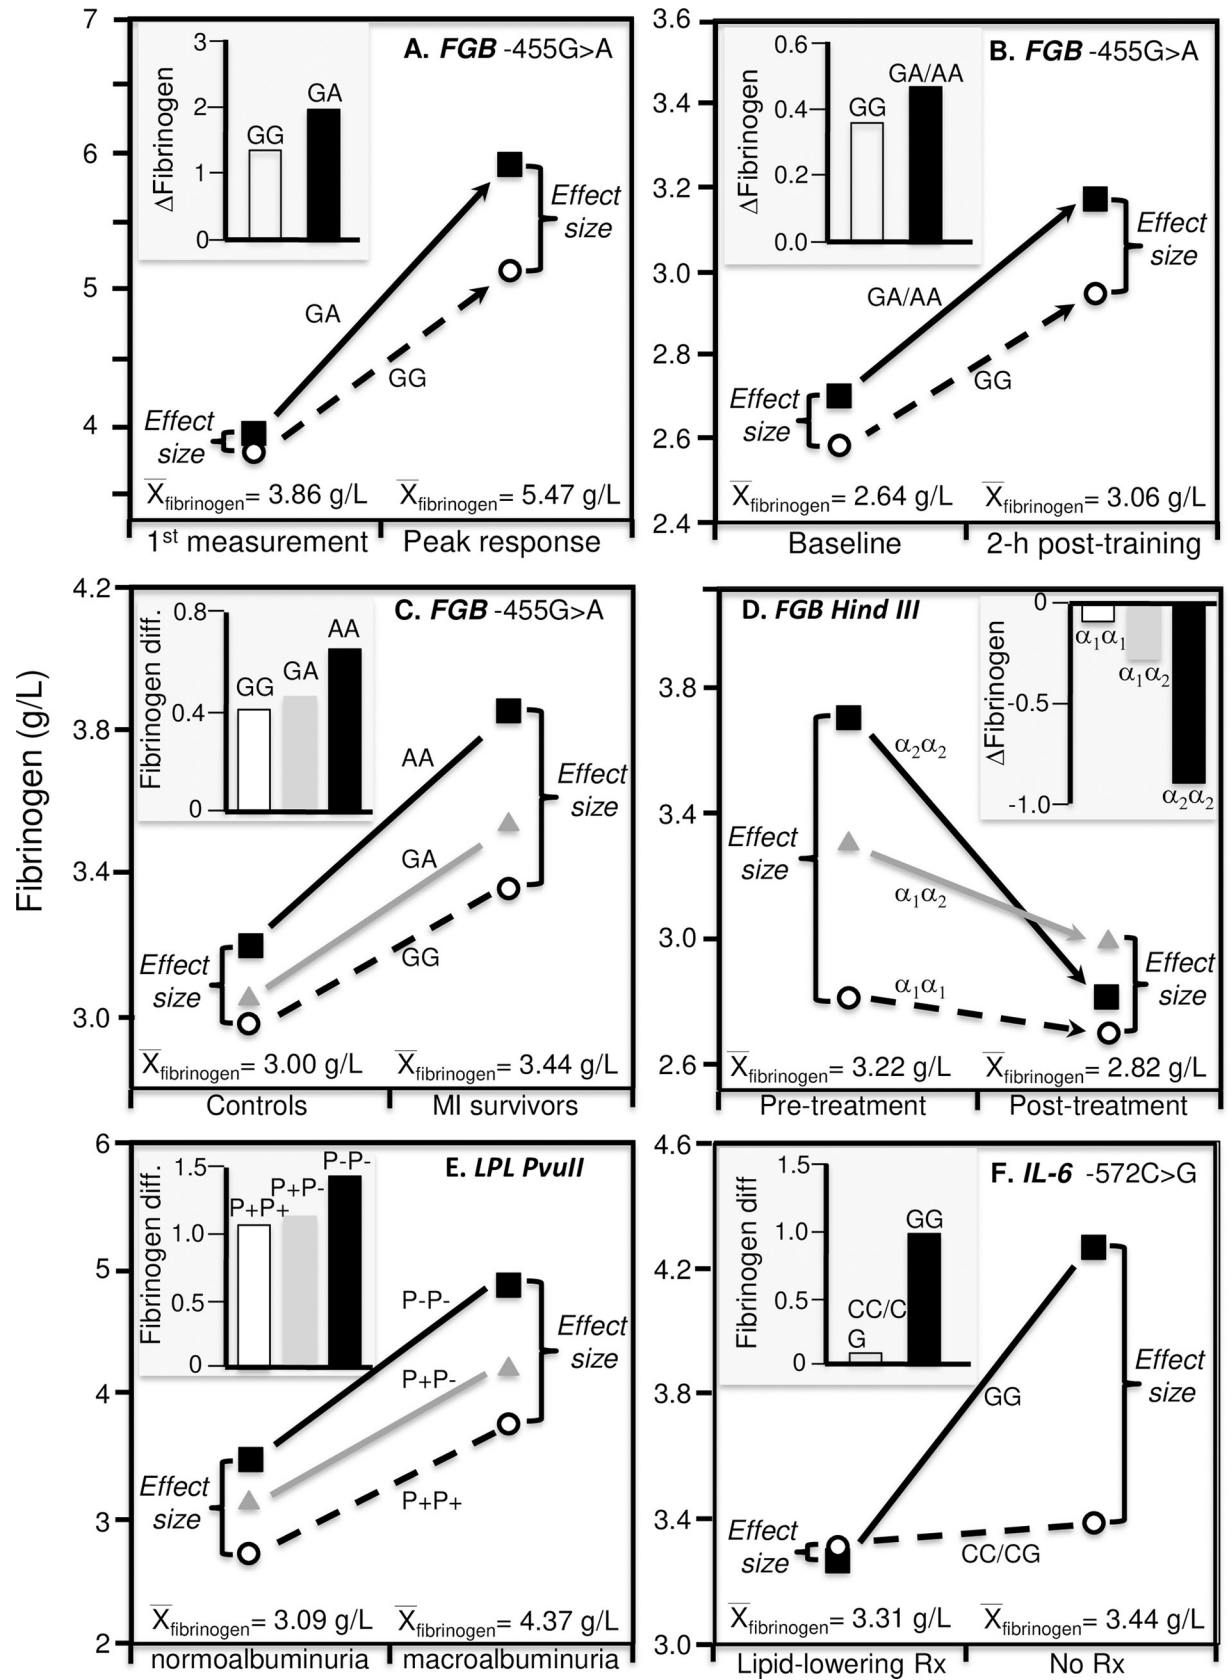 Fibrinogen (g/L)
A. FGB -455G>A
7
6
5
4
ΔFibrinogen
3
2
1
0
GG
GA
GA
GG
Effect
size
Effect
size
X̅fibrinogen= 3.86 g/L
X̅fibrinogen= 5.47 g/L
1st measurement
Peak response
B. FGB -455G>A
3.6
3.4
3.2
3.0
2.8
2.6
2.4
ΔFibrinogen
0.6
0.4
0.2
0.0
GG
GA/AA
GA/AA
GG
Effect
size
Effect
size
X̅fibrinogen= 2.64 g/L
X̅fibrinogen= 3.06 g/L
Baseline
2-h post-training
C. FGB -455G>A
4.2
3.8
3.4
3.0
Fibrinogen diff.
0.8
0.4
0
GG
GA
AA
AA
GA
GG
Effect
size
Effect
size
X̅fibrinogen= 3.00 g/L
X̅fibrinogen= 3.44 g/L
Controls
MI survivors
D. FGB Hind III
3.8
3.4
3.0
2.6
ΔFibrinogen
0
-0.5
-1.0
α1α1
α1α2
α2α2
α2α2
α1α2
α1α1
Effect
size
Effect
size
X̅fibrinogen= 3.22 g/L
X̅fibrinogen= 2.82 g/L
Pre-treatment
Post-treatment
E. LPL PvuII
6
5
4
3
2
Fibrinogen diff.
1.5
1.0
0.5
0
P+P+
P+P-
P-P-
P-P-
P+P-
P+P+
Effect
size
Effect
size
X̅fibrinogen= 3.09 g/L
X̅fibrinogen= 4.37 g/L
normoalbuminuria
macroalbuminuria
F. IL-6 -572C>G
4.6
4.2
3.8
3.4
3.0
Fibrinogen diff
1.5
1.0
0.5
0
CC/C
G
GG
GG
CC/CG
Effect
size
Effect
size
X̅fibrinogen= 3.31 g/L
X̅fibrinogen= 3.44 g/L
Lipid-lowering Rx
No Rx